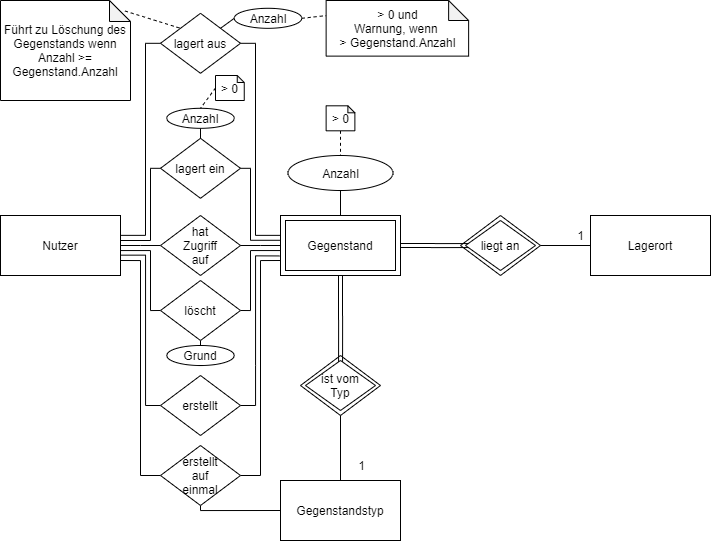 Führt zu Löschung des
Gegenstands wenn
Anzahl >=
Gegenstand.Anzahl
lagert aus
Anzahl
> 0 und
Warnung, wenn
> Gegenstand.Anzahl
> 0
Anzahl
> 0
lagert ein
Anzahl
Nutzer
hat
Zugriff
auf
Gegenstand
liegt an
1
Lagerort
löscht
Grund
ist vom
Typ
erstellt
erstellt
auf
einmal
1
Gegenstandstyp